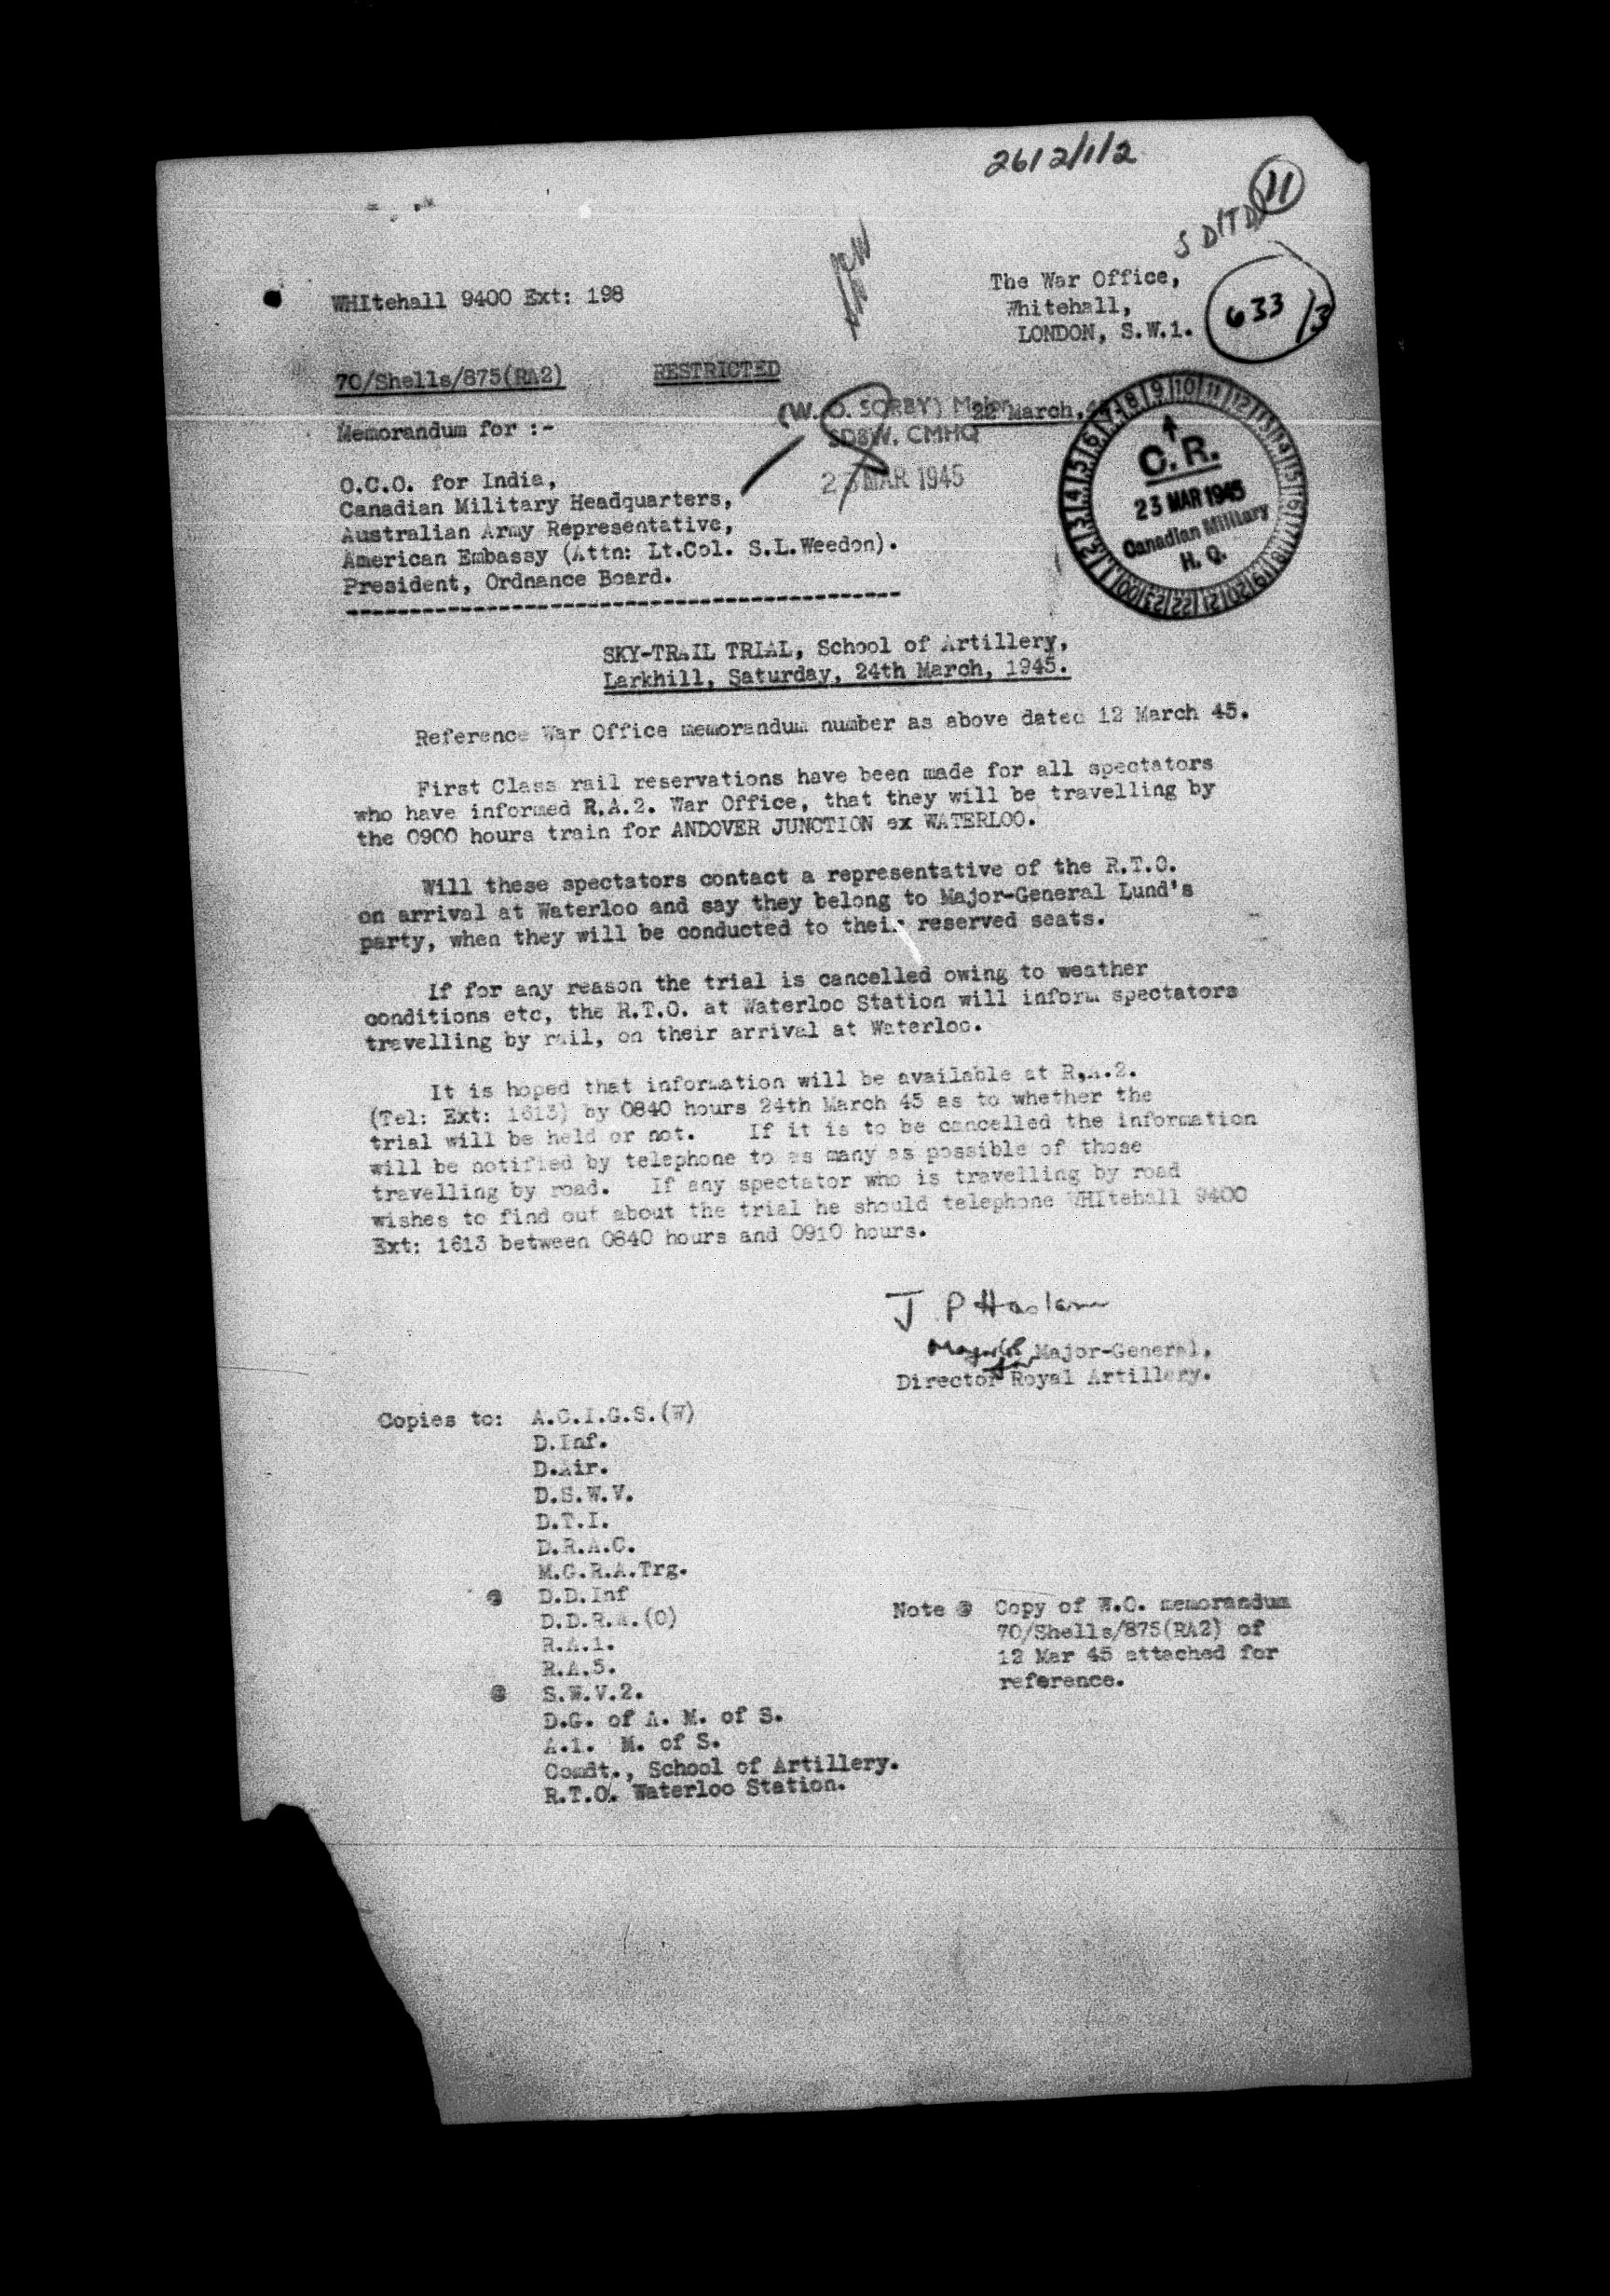 2612/1/2
11
SD(TD)
WHItehall 9400 Ext: 198
The War Office,
Whitehall,
LONDON, S.W.1.
633/3
70/Shells/875(RA2)
RESTRICTED
22 March,
(W. O. SORBY) Major
SD&W. CMHQ
23 MAR 1945
C. R.
23 MAR 1945
Canadian Military
H. Q.
Memorandum for :-
O.C.O. for India,
Canadian Military Headquarters,
Australian Army Representative,
American Embassy (Attn: Lt.Col. S.L.Weedon).
President, Ordnance Board.
SKY-TRAIL TRIAL, School of Artillery,
Larkhill, Saturday, 24th March, 1945.
Reference War Office memorandum number as above dated 12 March 45.
First Class rail reservations have been made for all spectators
who have informed R.A.2. War Office, that they will be travelling by
the 0900 hours train for ANDOVER JUNCTION ex WATERLOO.
Will these spectators contact a representative of the R.T.O.
on arrival at Waterloo and say they belong to Major-General Lund's
party, when they will be conducted to their reserved seats.
If for any reason the trial is cancelled owing to weather
conditions etc, the R.T.O. at Waterloo Station will inform spectators
travelling by rail, on their arrival at Waterloo.
It is hoped that information will be available at R.A.2.
(Tel: Ext: 1613) by 0840 hours 24th March 45 as to whether the
trial will be held or not. If it is to be cancelled the information
will be notified by telephone to as many as possible of those
travelling by road. If any spectator who is travelling by road
wishes to find out about the trial he should telephone WHItehall 9400
Ext: 1613 between 0840 hours and 0910 hours.
J P Haslam
Major-General,
Director Royal Artillery.
Copies to: A.C.I.G.S.(W)
D.Inf.
D.Air.
D.S.W.V.
D.T.I.
D.R.A.C.
M.G.R.A.Trg.
@ D.D.Inf
D.D.R.A.(O)
R.A.1.
R.A.5.
@ S.W.V.2.
D.G. of A. M. of S.
A.1. M. of S.
Comdt., School of Artillery.
R.T.O. Waterloo Station.
Note @ Copy of W.O. memorandum
70/Shells/875(RA2) of
12 Mar 45 attached for
reference.